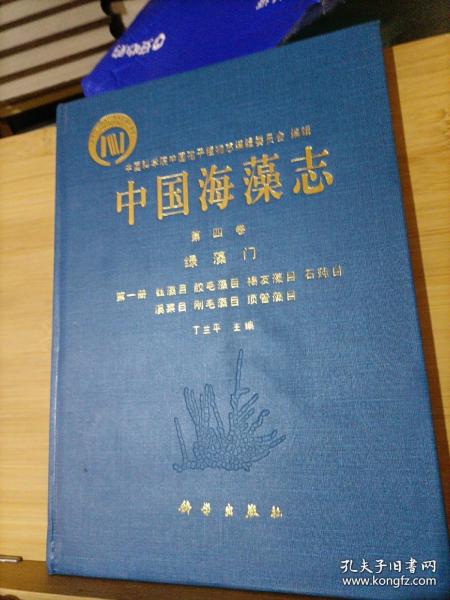 中国科学院中国孢子植物志编辑委员会 编辑
中国海藻志
第四卷
绿藻门
第一册 丝藻目 胶毛藻目 褐友藻目 石莼目
溪菜目 刚毛藻目 顶管藻目
丁兰平 主编
科学出版社
孔夫子旧书网
www.kongfz.com